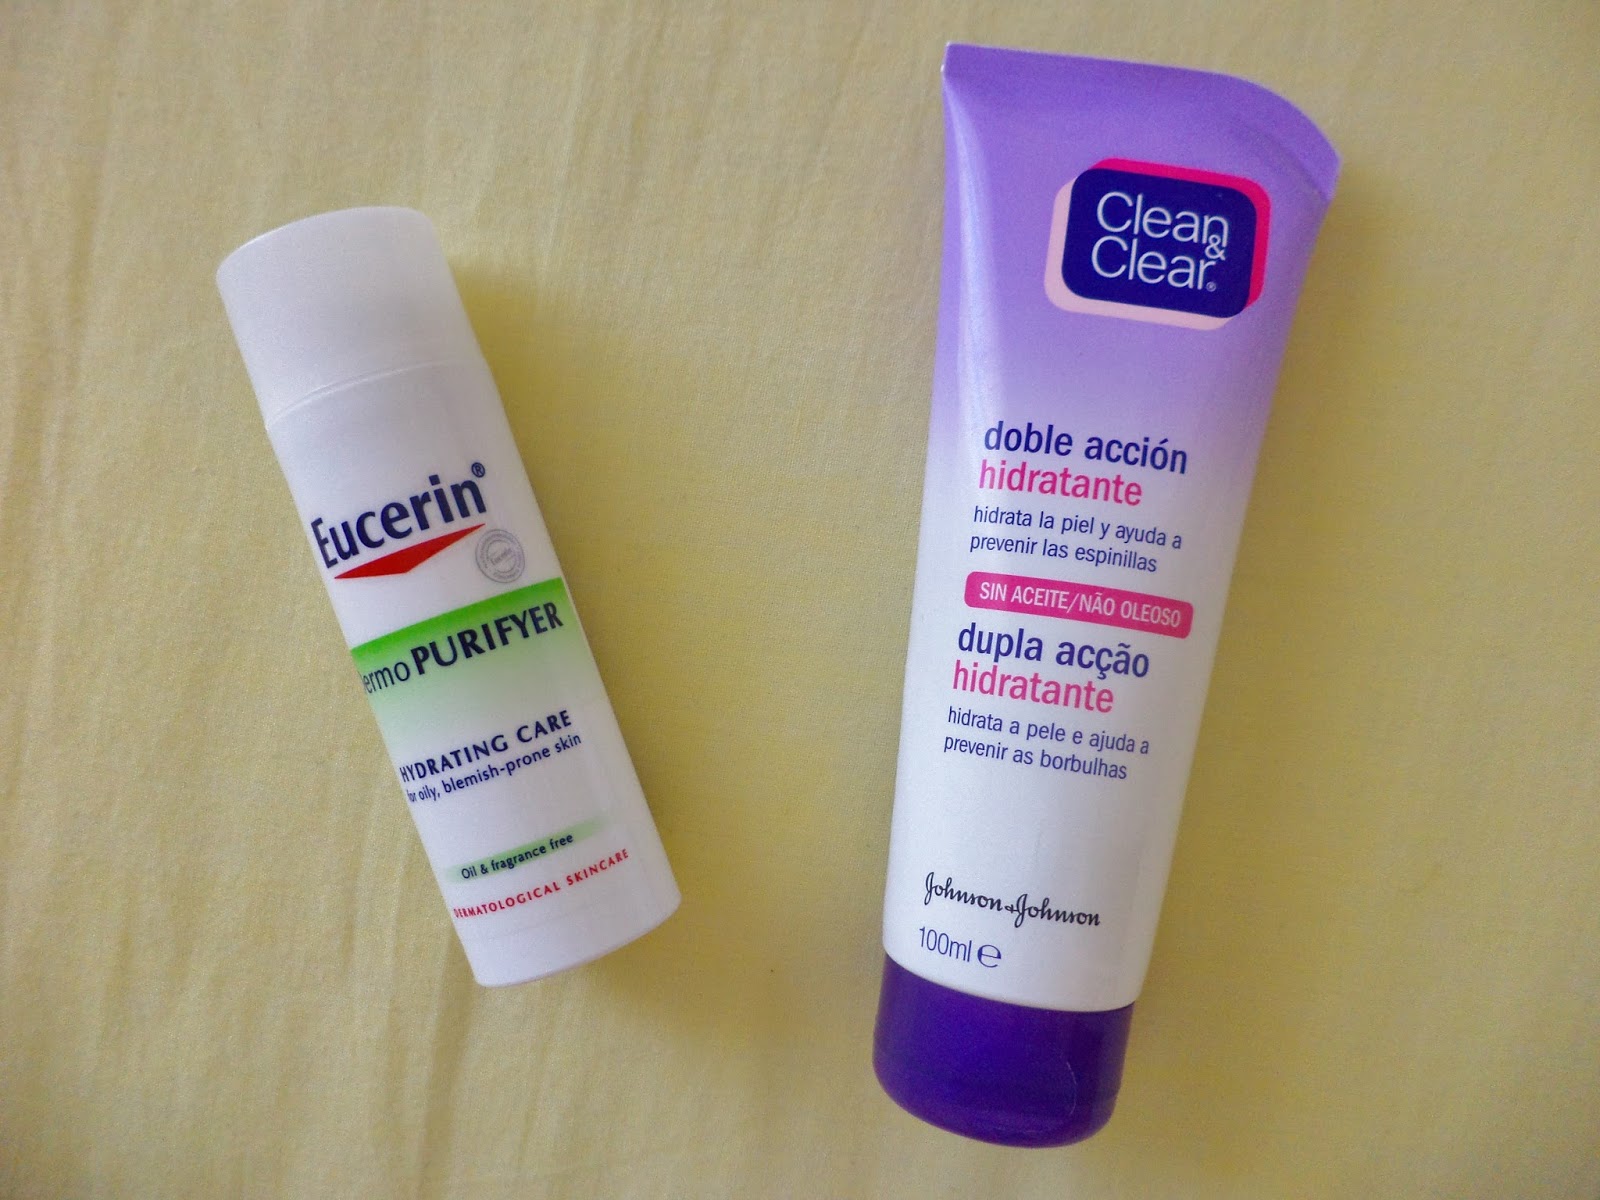 Eucerin®
ermo PURIFYER
HYDRATING CARE
for oily, blemish-prone skin
Oil & fragrance free
DERMATOLOGICAL SKINCARE
Clean
&
Clear®
doble acción
hidratante
hidrata la piel y ayuda a
prevenir las espinillas
SIN ACEITE/NÃO OLEOSO
dupla acção
hidratante
hidrata a pele e ajuda a
prevenir as borbulhas
Johnson & Johnson
100ml ℮